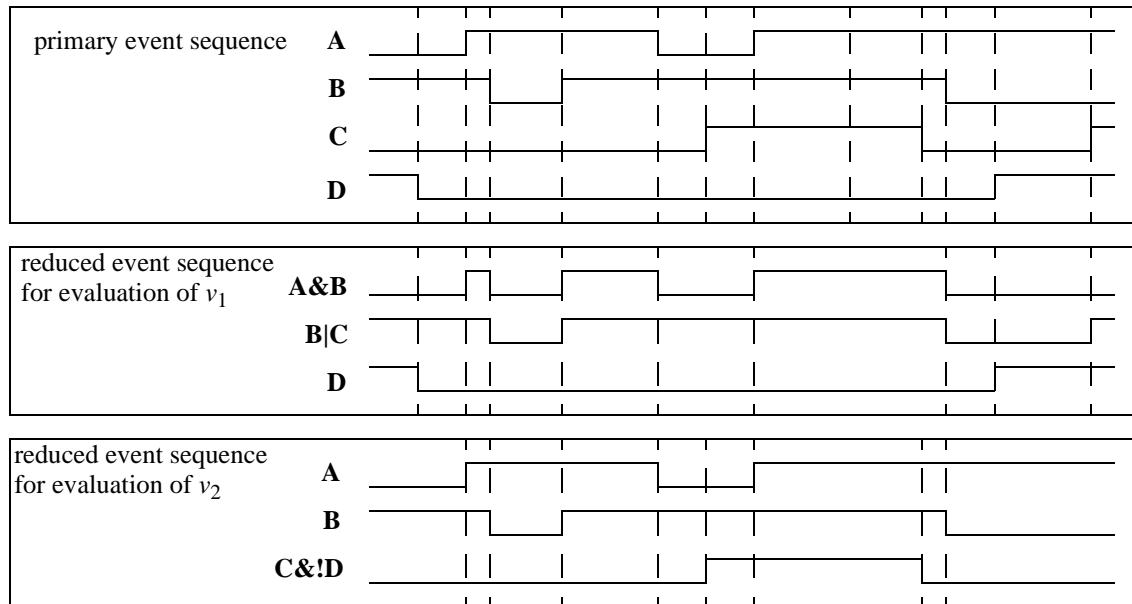 primary event sequence A
B
C
D
reduced event sequence
for evaluation of v1 A&B
B|C
D
reduced event sequence
for evaluation of v2 A
B
C&!D